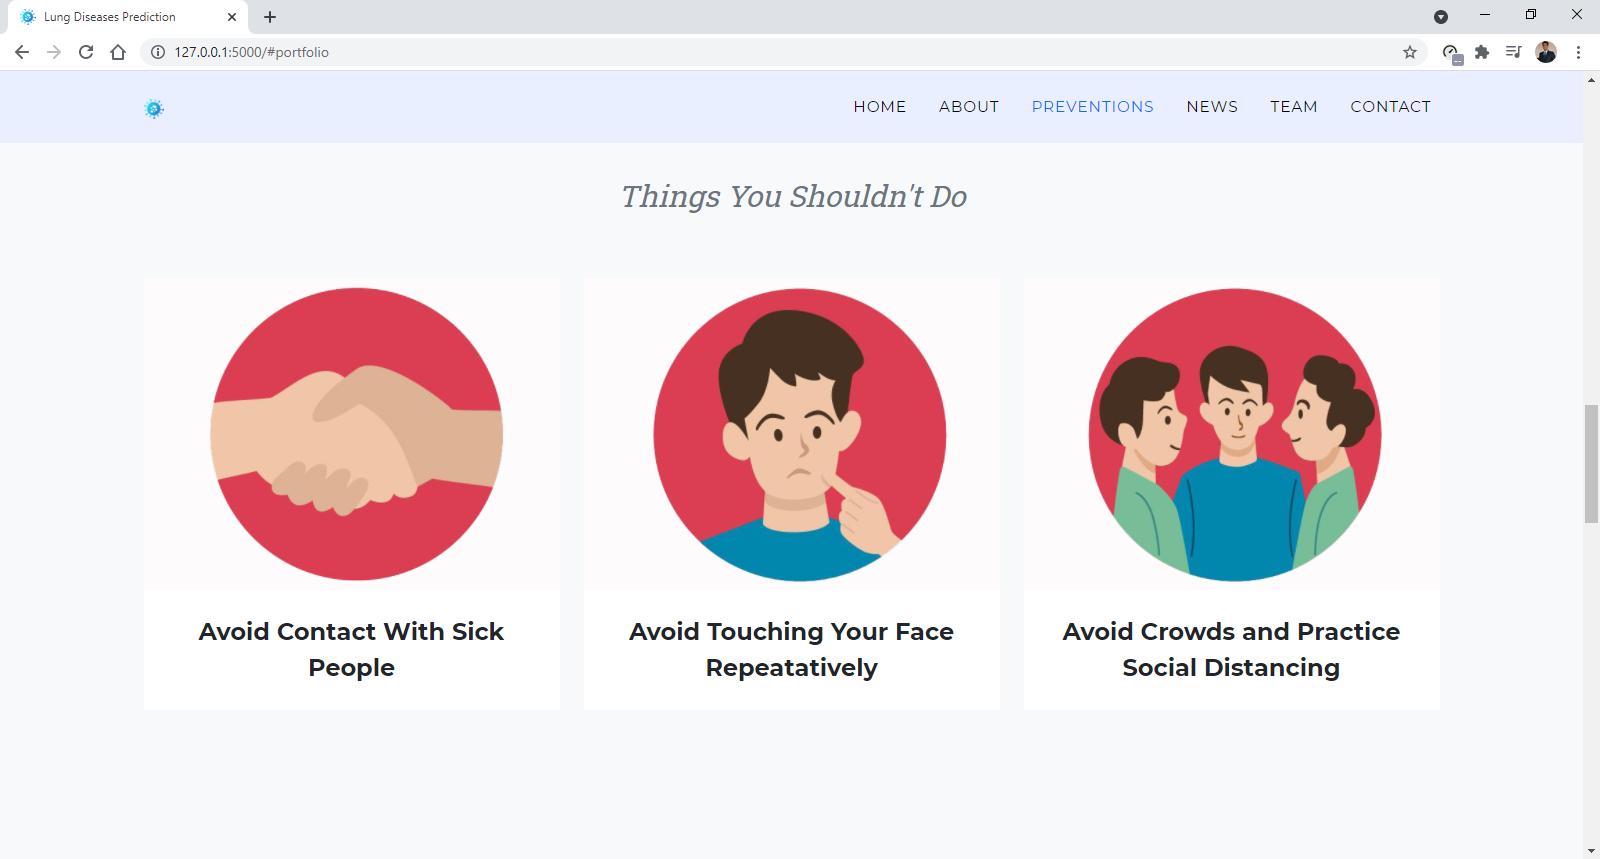 Lung Diseases Prediction
127.0.0.1:5000/#portfolio
HOME ABOUT PREVENTIONS NEWS TEAM CONTACT
Things You Shouldn't Do
Avoid Contact With Sick
People
Avoid Touching Your Face
Repeatatively
Avoid Crowds and Practice
Social Distancing